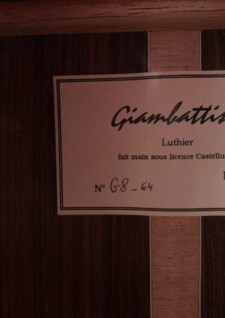 Giambattis
Luthier
fait main sous licence Castellu
N° G8-64